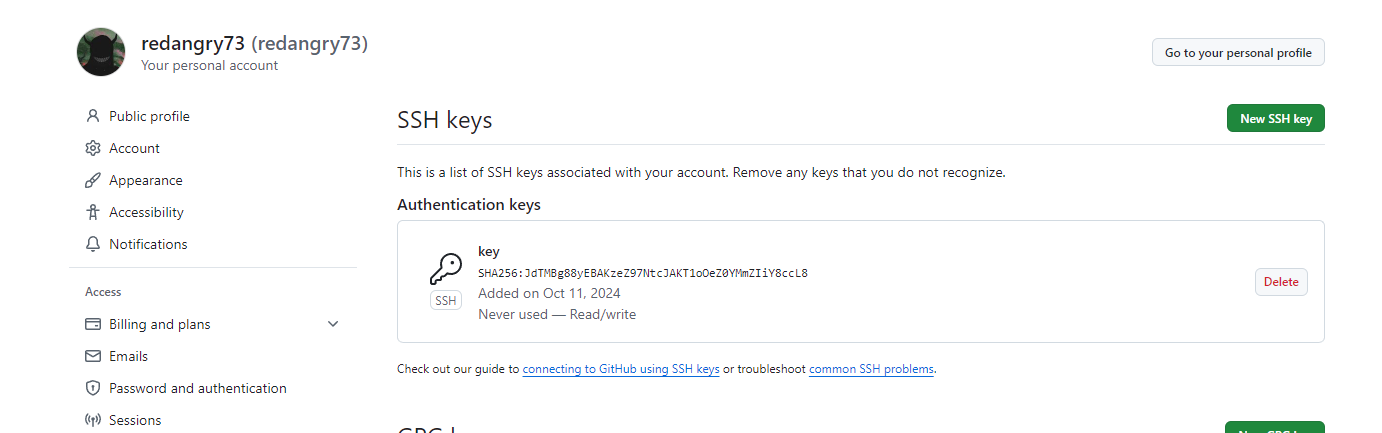 redangry73 (redangry73)
Your personal account
Go to your personal profile
Public profile
Account
Appearance
Accessibility
Notifications
Access
Billing and plans
Emails
Password and authentication
Sessions
SSH keys
New SSH key
This is a list of SSH keys associated with your account. Remove any keys that you do not recognize.
Authentication keys
key
SHA256:JdTMBg88yEBAKzeZ97NtcJAKT1oOeZ0YMmZIiY8ccL8
SSH
Added on Oct 11, 2024
Never used — Read/write
Delete
Check out our guide to connecting to GitHub using SSH keys or troubleshoot common SSH problems.